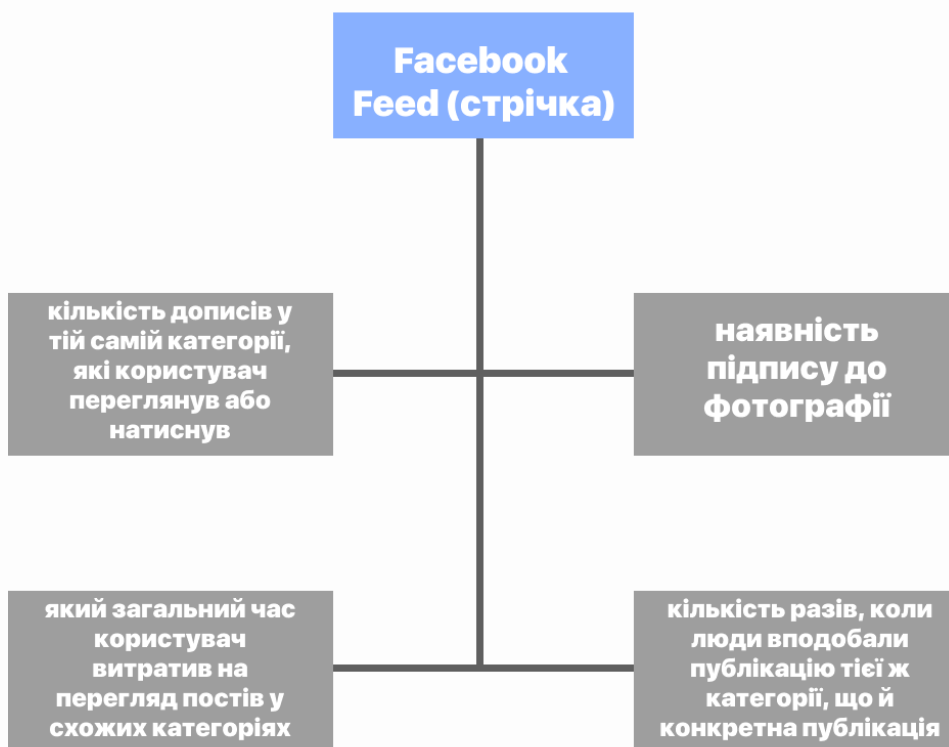 Facebook
Feed (стрічка)
кількість дописів у
тій самій категорії,
які користувач
переглянув або
натиснув
наявність
підпису до
фотографії
який загальний час
користувач
витратив на
перегляд постів у
схожих категоріях
кількість разів, коли
люди вподобали
публікацію тієї ж
категорії, що й
конкретна публікація